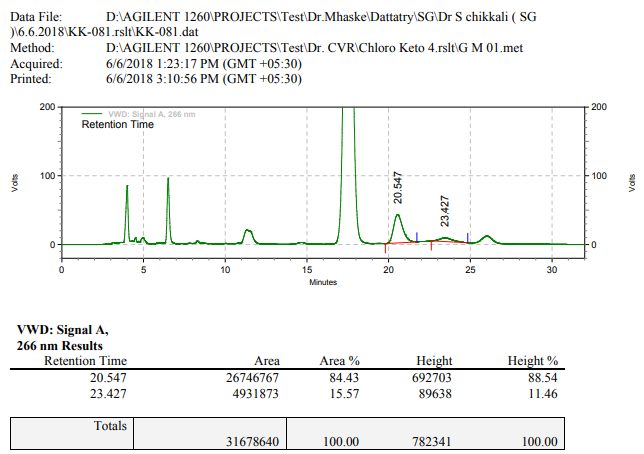 Data File: D:\AGILENT 1260\PROJECTS\Test\Dr.Mhaske\Dattatry\SG\Dr S chikkali ( SG
)\6.6.2018\KK-081.rslt\KK-081.dat
Method: D:\AGILENT 1260\PROJECTS\Test\Dr. CVR\Chloro Keto 4.rslt\G M 01.met
Acquired: 6/6/2018 1:23:17 PM (GMT +05:30)
Printed: 6/6/2018 3:10:56 PM (GMT +05:30)
200 200
VWD: Signal A, 266 nm
Retention Time
20.547
23.427
100 100
Volts Volts
0 0
0 5 10 15 20 25 30
Minutes
VWD: Signal A,
266 nm Results
Retention Time Area Area % Height Height %
20.547 26746767 84.43 692703 88.54
23.427 4931873 15.57 89638 11.46
Totals
31678640 100.00 782341 100.00